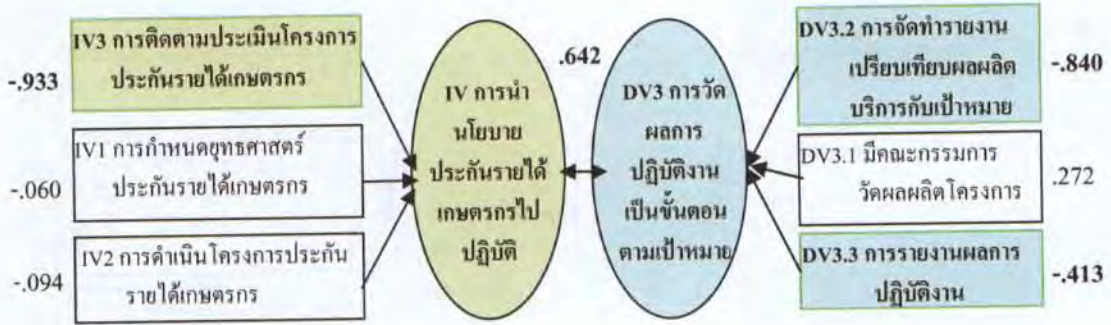 IV3 การติดตามประเมินโครงการ
ประกันรายได้เกษตรกร
-.933
IV1 การกำหนดยุทธศาสตร์
ประกันรายได้เกษตรกร
-.060
IV2 การดำเนินโครงการประกัน
รายได้เกษตรกร
-.094
IV การนำ
นโยบาย
ประกันรายได้
เกษตรกรไป
ปฏิบัติ
.642
DV3 การวัด
ผลการ
ปฏิบัติงาน
เป็นขั้นตอน
ตามเป้าหมาย
DV3.2 การจัดทำรายงาน
เปรียบเทียบผลผลิต
บริการกับเป้าหมาย
-.840
DV3.1 มีคณะกรรมการ
วัดผลผลิตโครงการ
.272
DV3.3 การรายงานผลการ
ปฏิบัติงาน
-.413